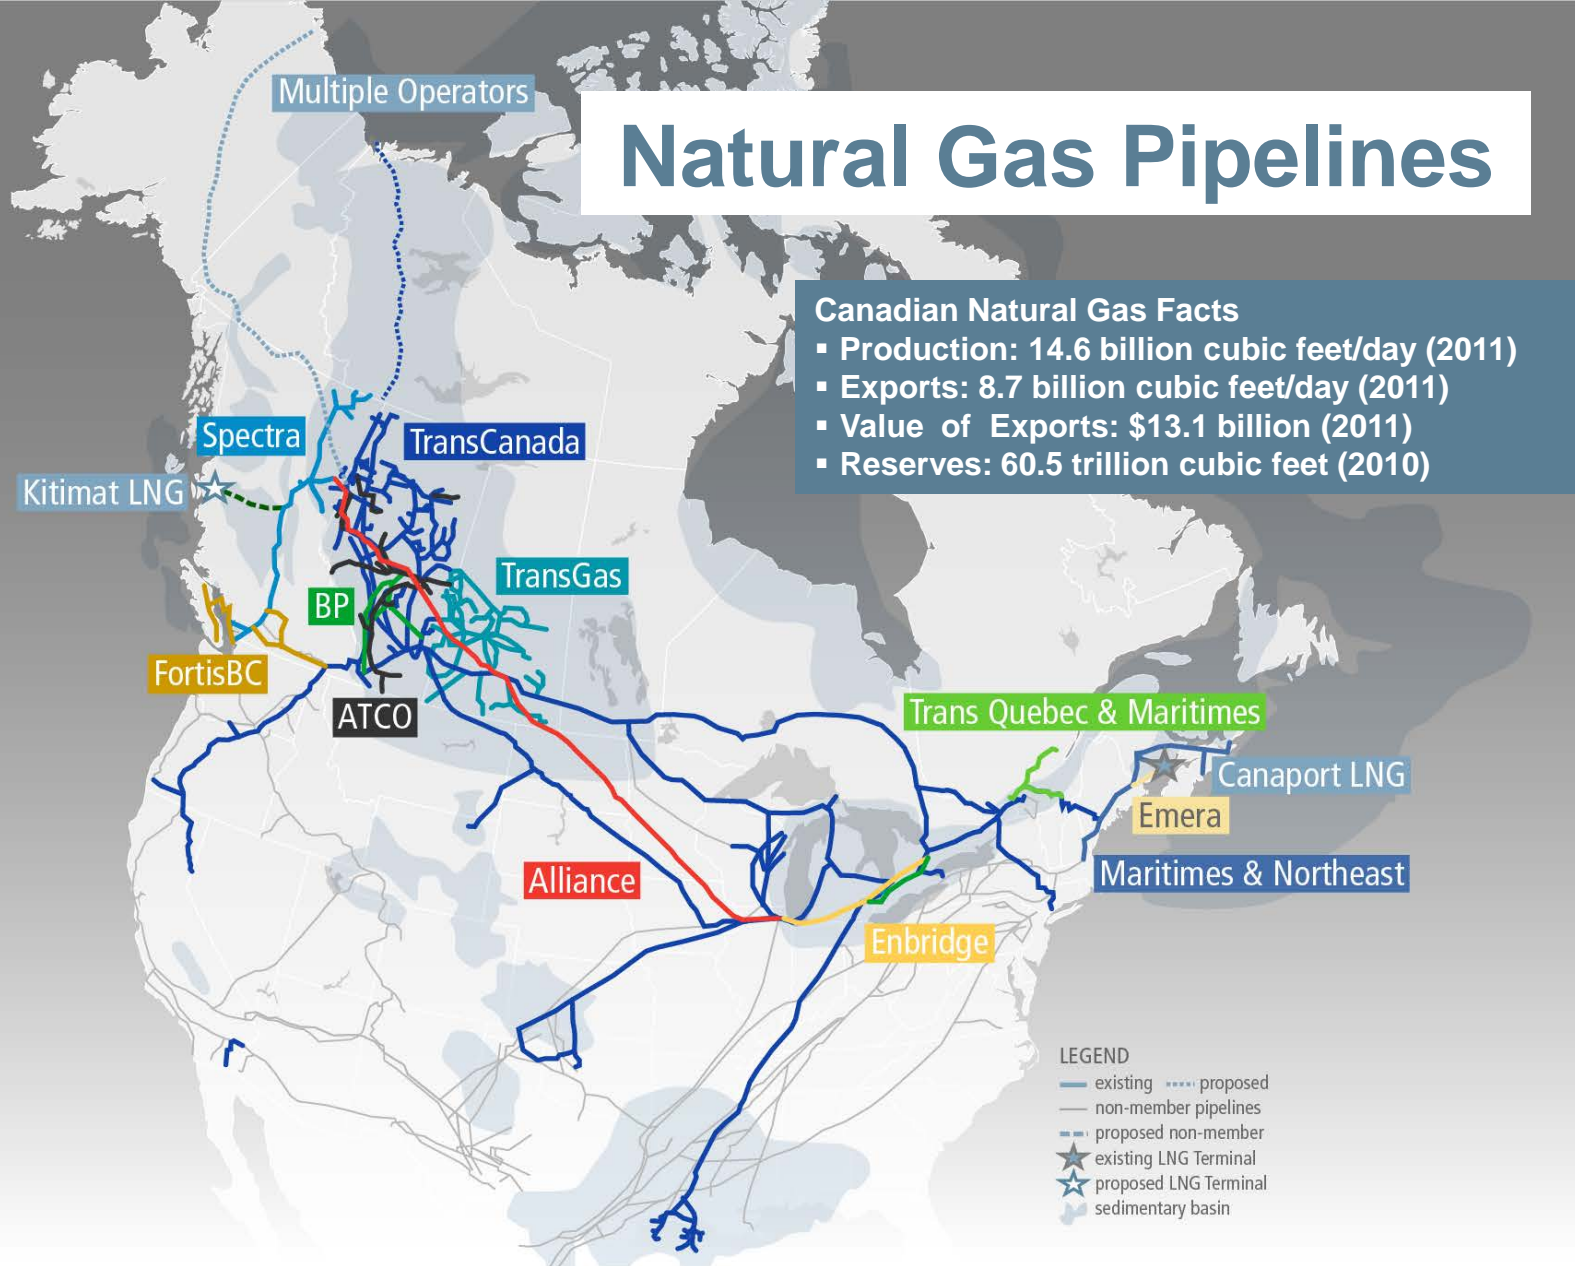 Multiple Operators
Natural Gas Pipelines
Canadian Natural Gas Facts
▪ Production: 14.6 billion cubic feet/day (2011)
▪ Exports: 8.7 billion cubic feet/day (2011)
▪ Value of Exports: $13.1 billion (2011)
▪ Reserves: 60.5 trillion cubic feet (2010)
Spectra
TransCanada
Kitimat LNG
TransGas
BP
FortisBC
ATCO
Trans Quebec & Maritimes
Canaport LNG
Emera
Alliance
Maritimes & Northeast
Enbridge
LEGEND
existing proposed
non-member pipelines
proposed non-member
existing LNG Terminal
proposed LNG Terminal
sedimentary basin